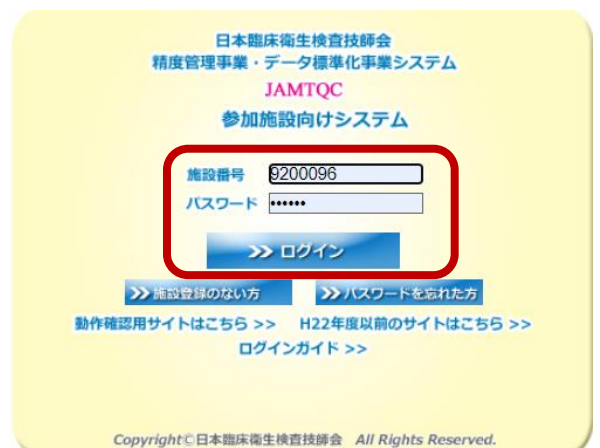 日本臨床衛生検査技師会
精度管理事業・データ標準化事業システム
JAMTQC
参加施設向けシステム
施設番号 9200096
パスワード ••••••
>> ログイン
>> 施設登録のない方 >> パスワードを忘れた方
動作確認用サイトはこちら >> H22年度以前のサイトはこちら >>
ログインガイド >>
Copyright©日本臨床衛生検査技師会 All Rights Reserved.